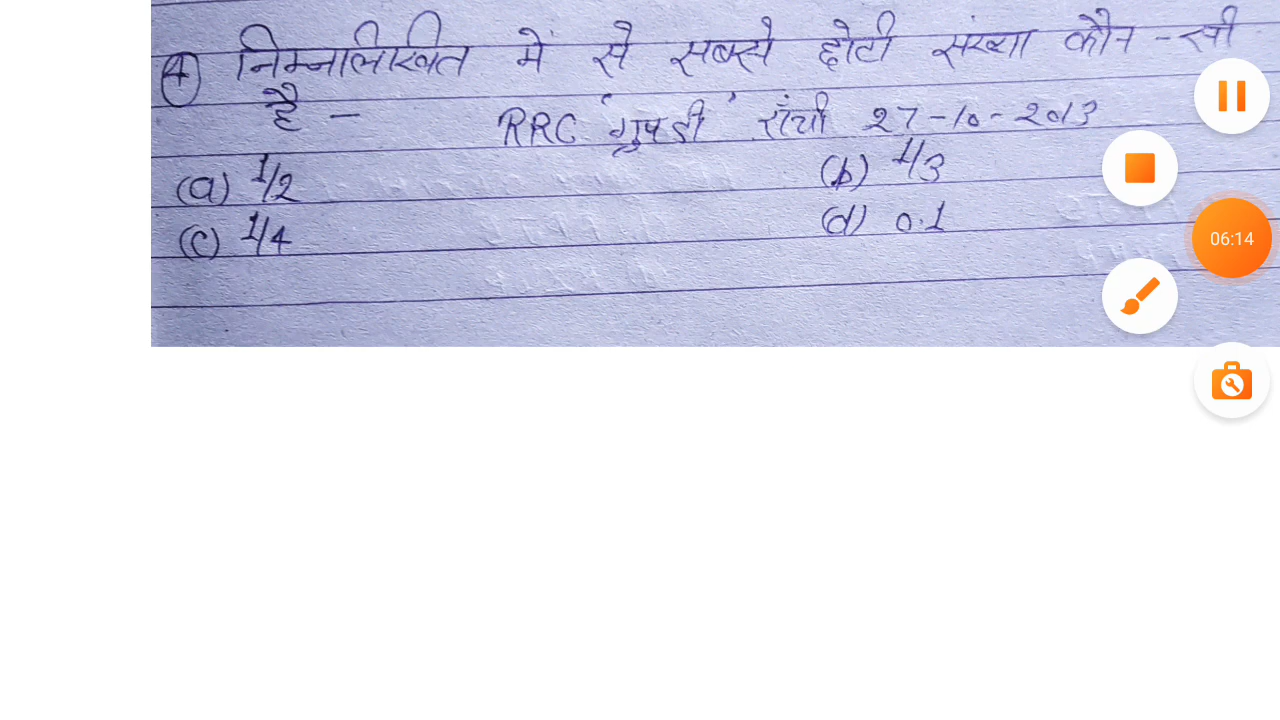 ④ निम्नलिखित में से सबसे छोटी संख्या कौन-सी
है - RRC 'ग्रुप डी' राँची 27-10-2013
(a) 1/2 (b) 1/3
(c) 1/4 (d) 0.1
06:14